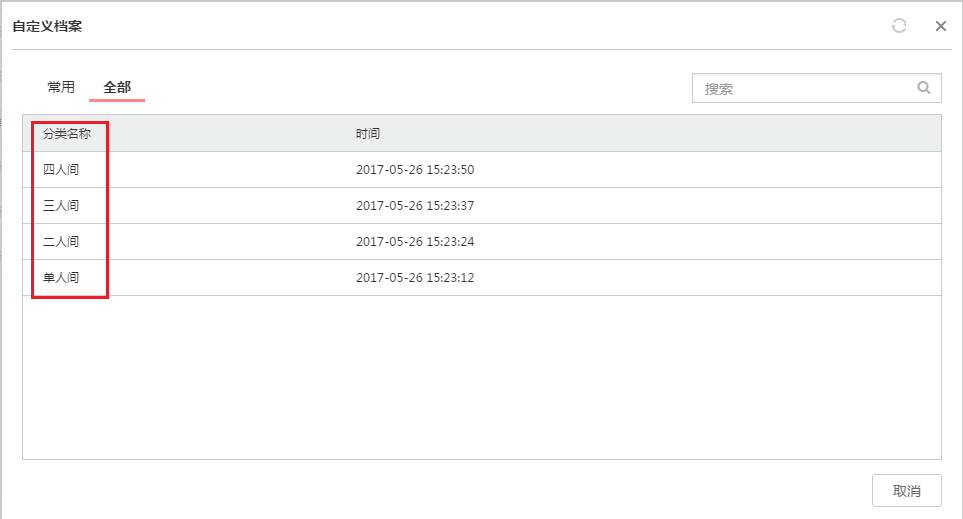 自定义档案
常用 全部 搜索
分类名称 时间
四人间 2017-05-26 15:23:50
三人间 2017-05-26 15:23:37
二人间 2017-05-26 15:23:24
单人间 2017-05-26 15:23:12
取消